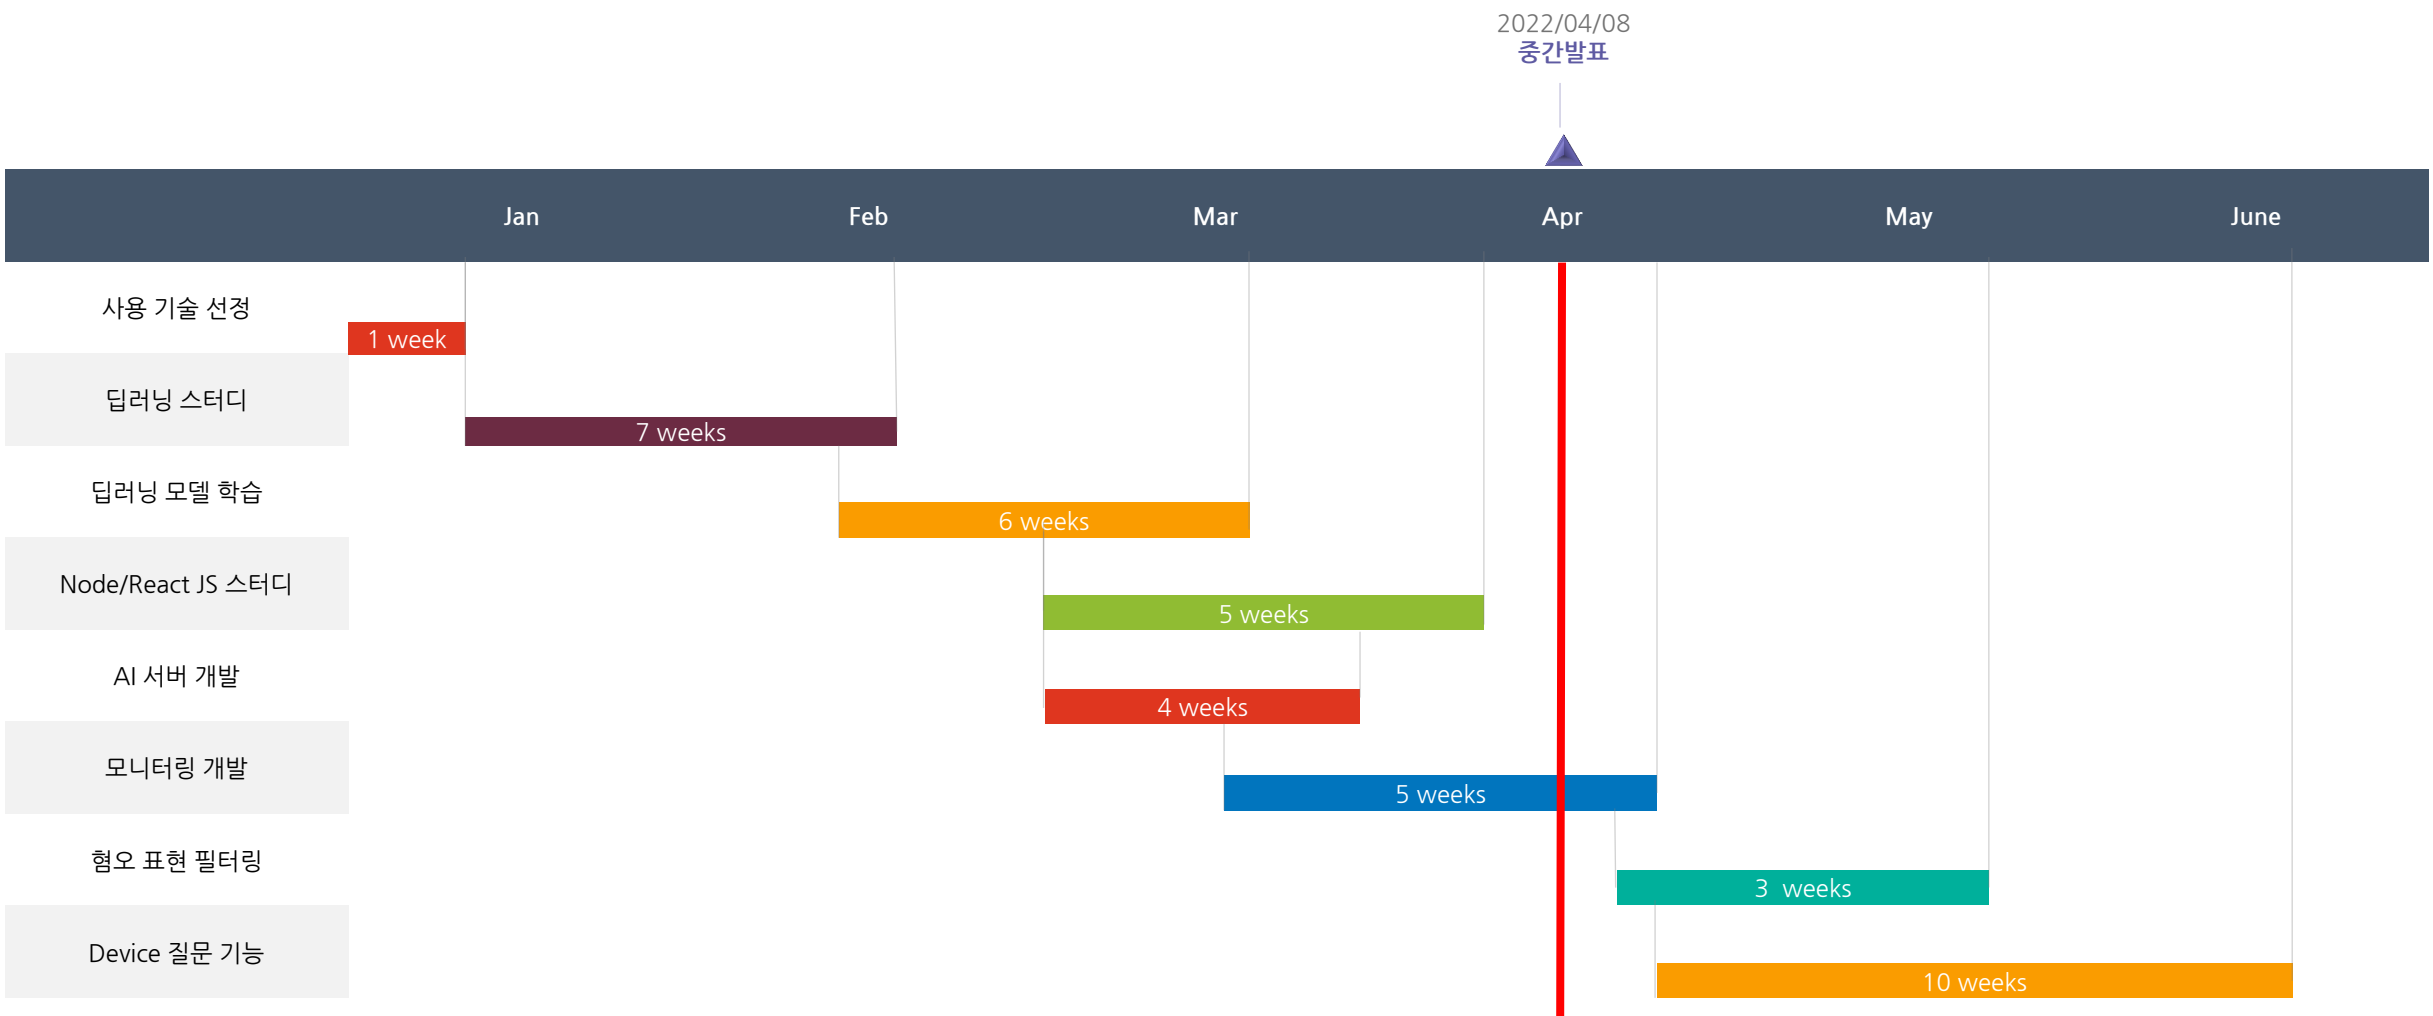 2022/04/08
중간발표
Jan Feb Mar Apr May June
사용 기술 선정
1 week
딥러닝 스터디
7 weeks
딥러닝 모델 학습
6 weeks
Node/React JS 스터디
5 weeks
AI 서버 개발
4 weeks
모니터링 개발
5 weeks
혐오 표현 필터링
3 weeks
Device 질문 기능
10 weeks